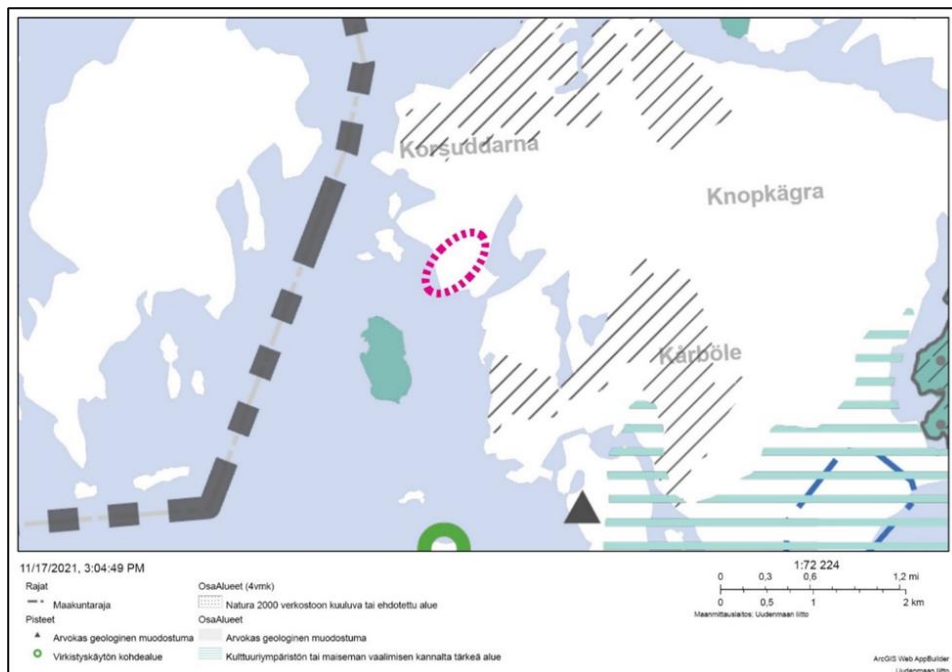 Korsuddarna
Knopkägra
Kårböle
11/17/2021, 3:04:49 PM
Rajat
Maakuntaraja
Pisteet
Arvokas geologinen muodostuma
Virkistyskäytön kohdealue
OsaAlueet (4vmk)
Natura 2000 verkostoon kuuluva tai ehdotettu alue
OsaAlueet
Arvokas geologinen muodostuma
Kulttuuriympäristön tai maiseman vaalimisen kannalta tärkeä alue
1:72 224
0 0,3 0,6 1,2 mi
0 0,5 1 2 km
Maanmittauslaitos: Uudenmaan liitto
ArcGIS Web AppBuilder
Uudenmaan liitto